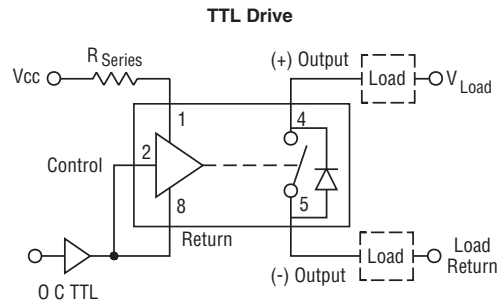 TTL Drive
R Series
Vcc
(+) Output
Load
V Load
1
4
Control
2
8
5
Return
O C TTL
(-) Output
Load
Load
Return